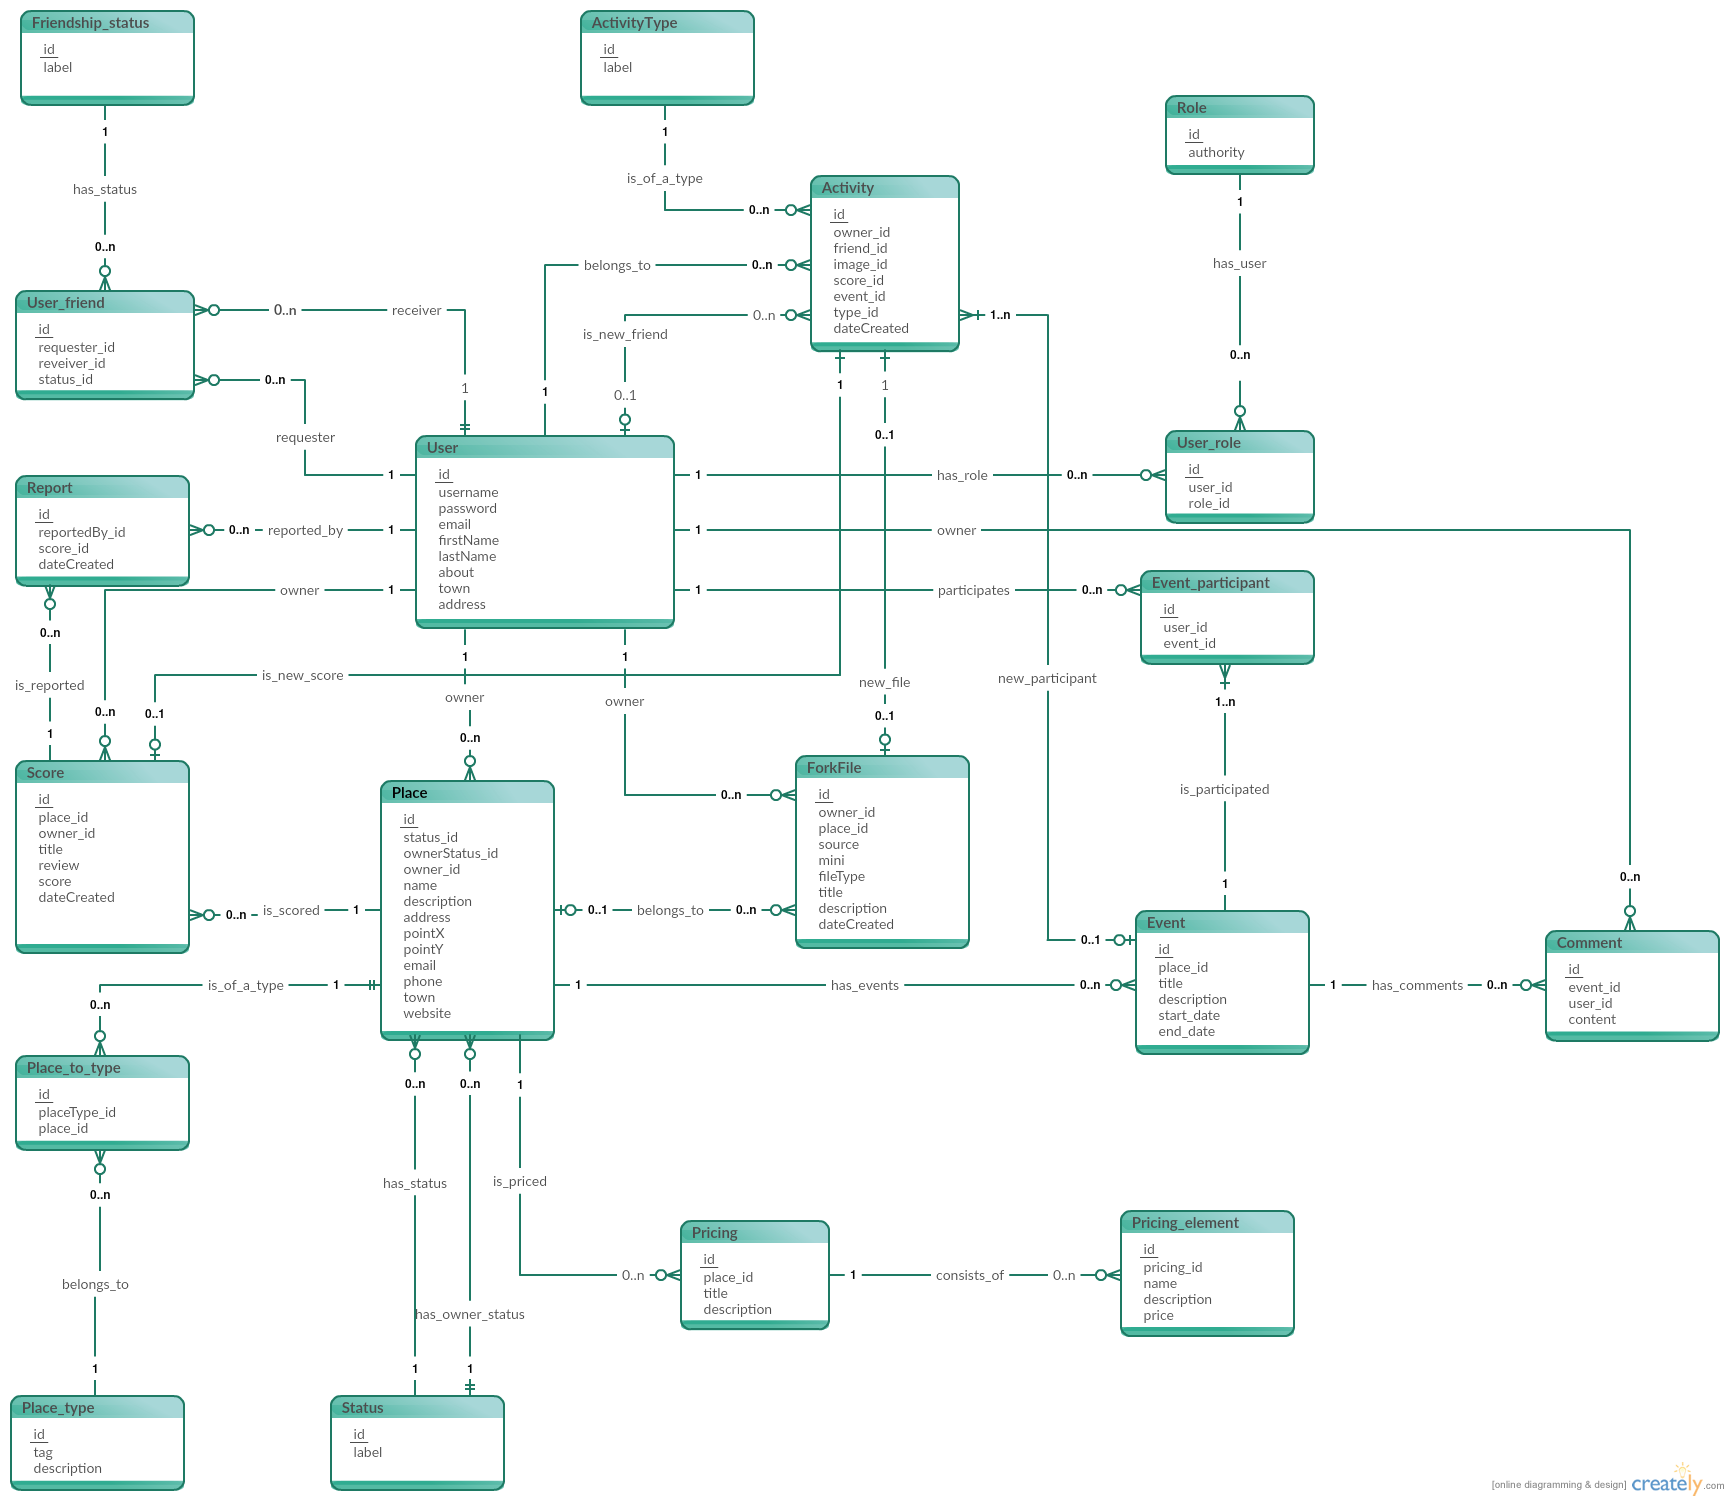 Friendship_status
id
label
ActivityType
id
label
Role
id
authority
1
has_status
0..n
1
is_of_a_type
0..n
Activity
id
owner_id
friend_id
image_id
score_id
event_id
type_id
dateCreated
1
has_user
0..n
belongs_to
0..n
1
is_new_friend
0..n
0..1
1..n
User_friend
id
requester_id
reveiver_id
status_id
0..n
receiver
1
0..n
requester
1
1
1
0..1
User
id
username
password
email
firstName
lastName
about
town
address
User_role
id
user_id
role_id
1
has_role
0..n
Report
id
reportedBy_id
score_id
dateCreated
0..n
reported_by
1
1
owner
owner
1
1
participates
0..n
Event_participant
id
user_id
event_id
0..n
is_reported
1
0..n
is_new_score
0..1
1
owner
0..n
1
owner
0..n
new_file
0..1
new_participant
1..n
is_participated
1
Score
id
place_id
owner_id
title
review
score
dateCreated
Place
id
status_id
ownerStatus_id
owner_id
name
description
address
pointX
pointY
email
phone
town
website
ForkFile
id
owner_id
place_id
source
mini
fileType
title
description
dateCreated
0..n
is_scored
1
0..1
belongs_to
0..n
0..1
Event
id
place_id
title
description
start_date
end_date
0..n
Comment
id
event_id
user_id
content
is_of_a_type
1
0..n
1
has_events
0..n
1
has_comments
0..n
Place_to_type
id
placeType_id
place_id
0..n
belongs_to
1
0..n
has_status
1
0..n
has_owner_status
1
1
is_priced
0..n
Pricing
id
place_id
title
description
1
consists_of
0..n
Pricing_element
id
pricing_id
name
description
price
Place_type
id
tag
description
Status
id
label
[online diagramming & design] creately.com